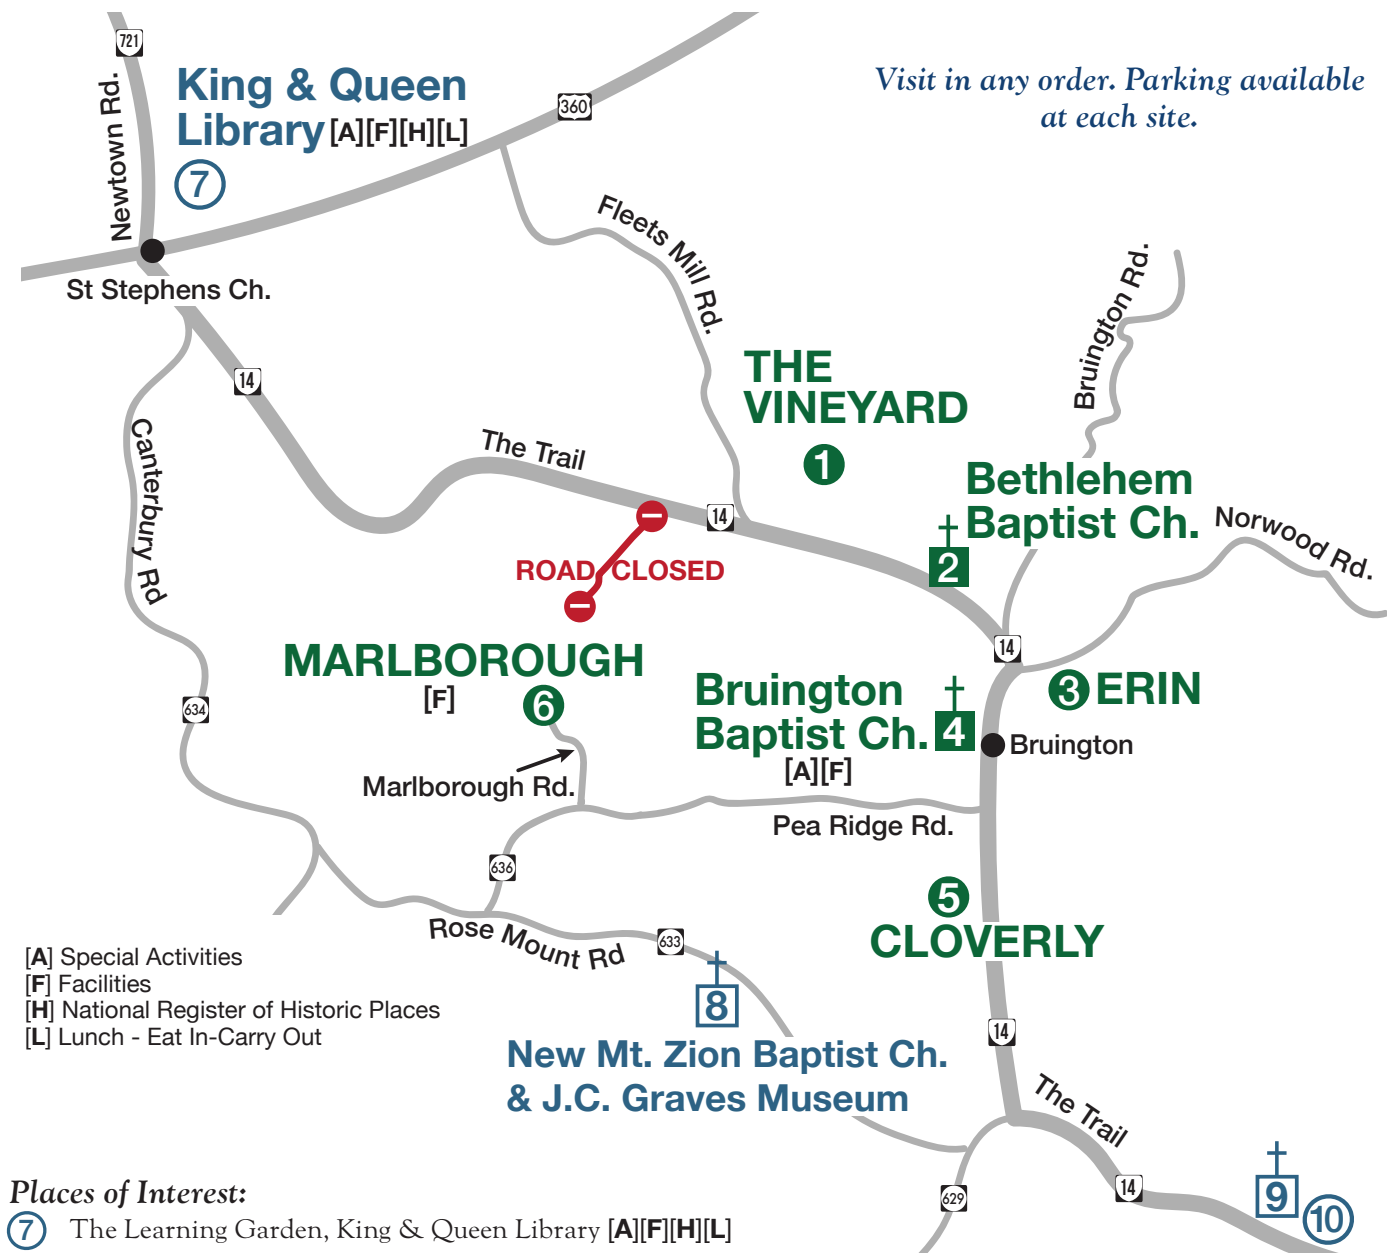 721
Newtown Rd.
King & Queen
Library [A][F][H][L]
7
360
Visit in any order. Parking available
at each site.
St Stephens Ch.
Fleets Mill Rd.
Bruington Rd.
14
THE
VINEYARD
1
Canterbury Rd
The Trail
14
Bethlehem
Baptist Ch.
2
Norwood Rd.
ROAD CLOSED
14
MARLBOROUGH
[F]
6
634
Bruington
Baptist Ch.
4
[A][F]
3 ERIN
Bruington
Marlborough Rd.
Pea Ridge Rd.
636
5
CLOVERLY
Rose Mount Rd
633
[A] Special Activities
[F] Facilities
[H] National Register of Historic Places
[L] Lunch - Eat In-Carry Out
8
New Mt. Zion Baptist Ch.
& J.C. Graves Museum
14
The Trail
629
14
9
10
Places of Interest:
7 The Learning Garden, King & Queen Library [A][F][H][L]